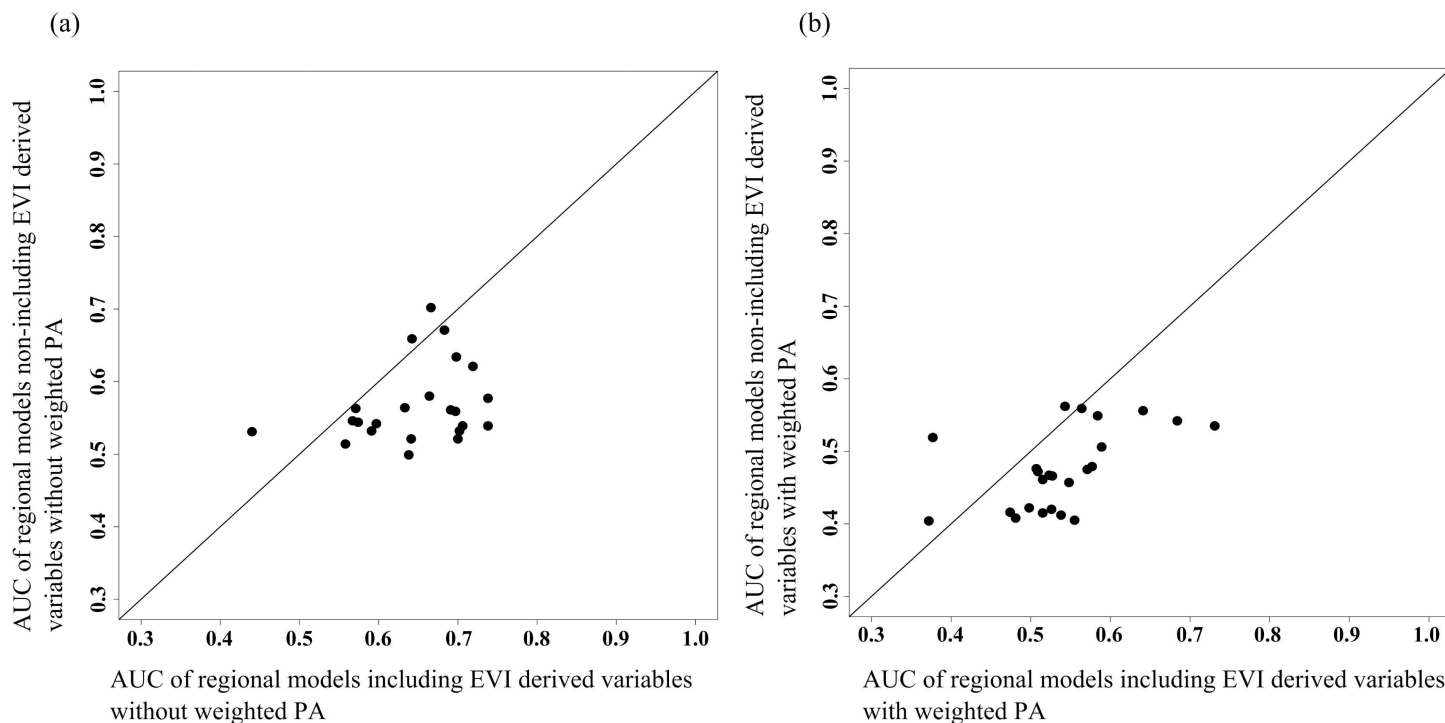 (a)
AUC of regional models non-including EVI derived
variables without weighted PA
1.0
0.9
0.8
0.7
0.6
0.5
0.4
0.3
0.3 0.4 0.5 0.6 0.7 0.8 0.9 1.0
AUC of regional models including EVI derived variables
without weighted PA
(b)
AUC of regional models non-including EVI derived
variables with weighted PA
1.0
0.9
0.8
0.7
0.6
0.5
0.4
0.3
0.3 0.4 0.5 0.6 0.7 0.8 0.9 1.0
AUC of regional models including EVI derived variables
with weighted PA